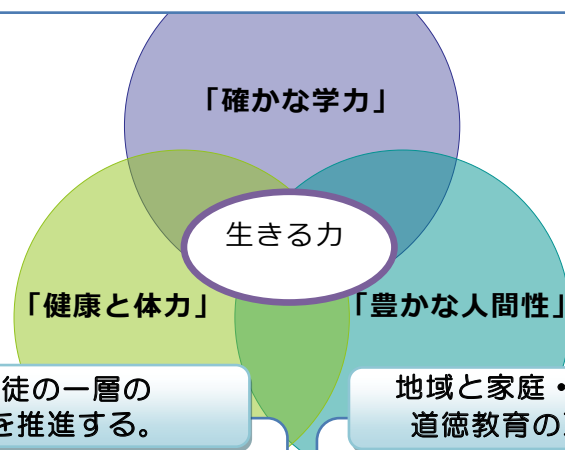 「確かな学力」
生きる力
「健康と体力」
「豊かな人間性」
徒の一層の
を推進する。
地域と家庭・
道徳教育の